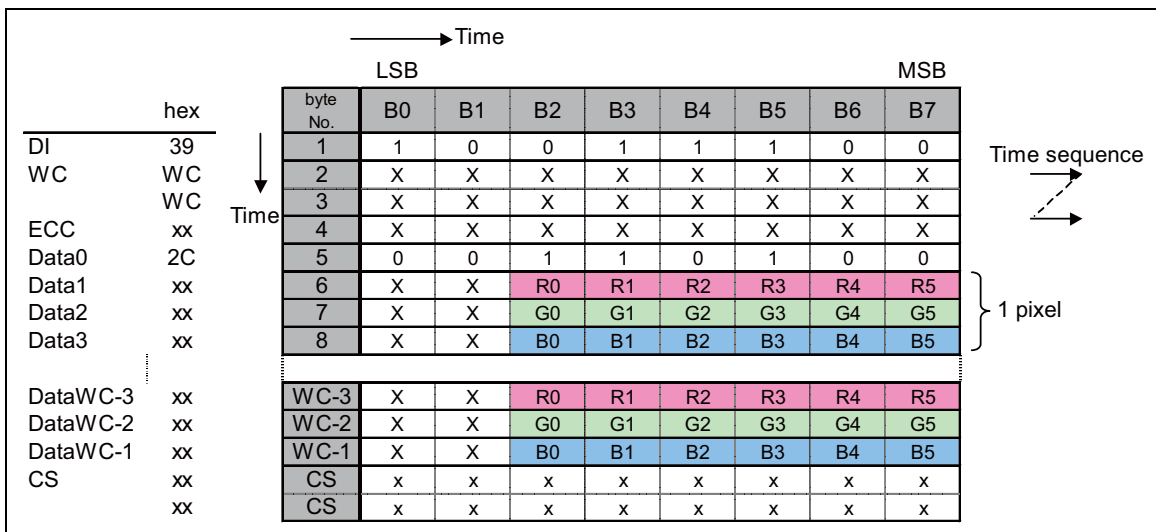 Time
LSB MSB
hex byte No. B0 B1 B2 B3 B4 B5 B6 B7
DI 39 1 1 0 0 1 1 1 0 0
WC WC 2 X X X X X X X X
WC 3 X X X X X X X X
ECC xx 4 X X X X X X X X
Data0 2C 5 0 0 1 1 0 1 0 0
Data1 xx 6 X X R0 R1 R2 R3 R4 R5
Data2 xx 7 X X G0 G1 G2 G3 G4 G5
Data3 xx 8 X X B0 B1 B2 B3 B4 B5
Time
Time sequence
1 pixel
DataWC-3 xx WC-3 X X R0 R1 R2 R3 R4 R5
DataWC-2 xx WC-2 X X G0 G1 G2 G3 G4 G5
DataWC-1 xx WC-1 X X B0 B1 B2 B3 B4 B5
CS xx CS x x x x x x x x
xx CS x x x x x x x x